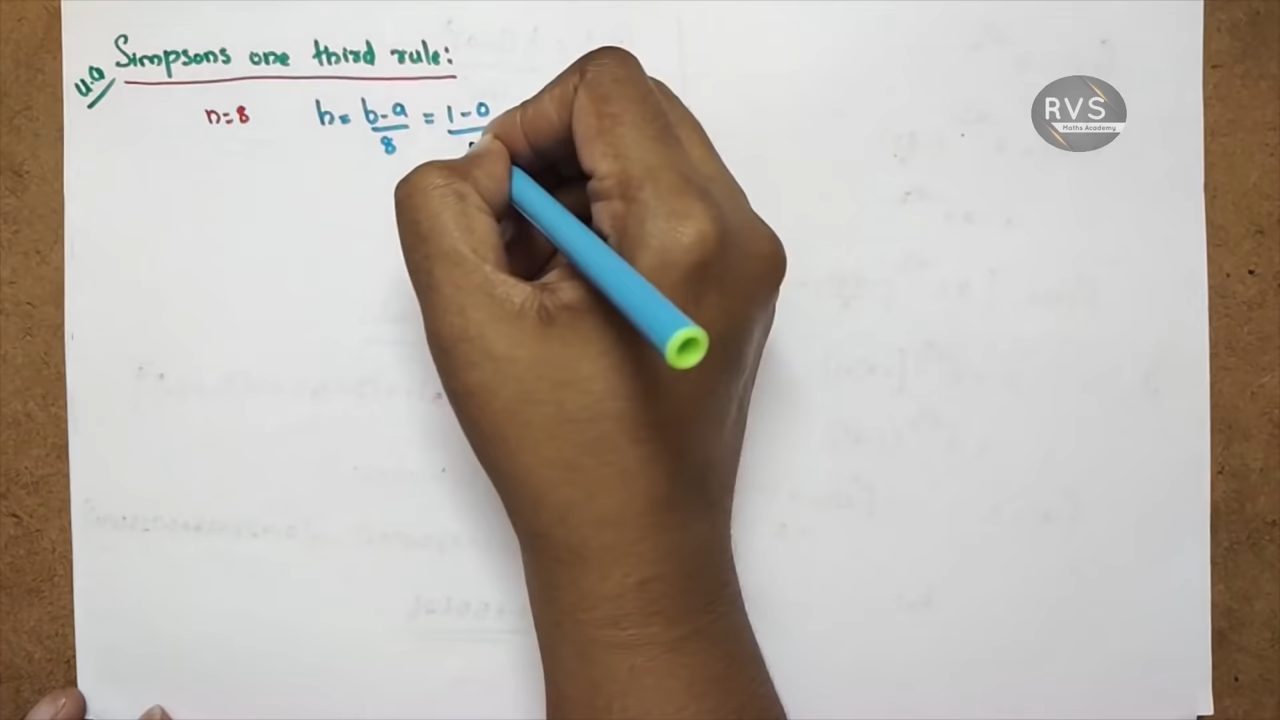 Simpsons one third rule:
n=8 h= b-a/8 = 1-0
RVS
Maths Academy